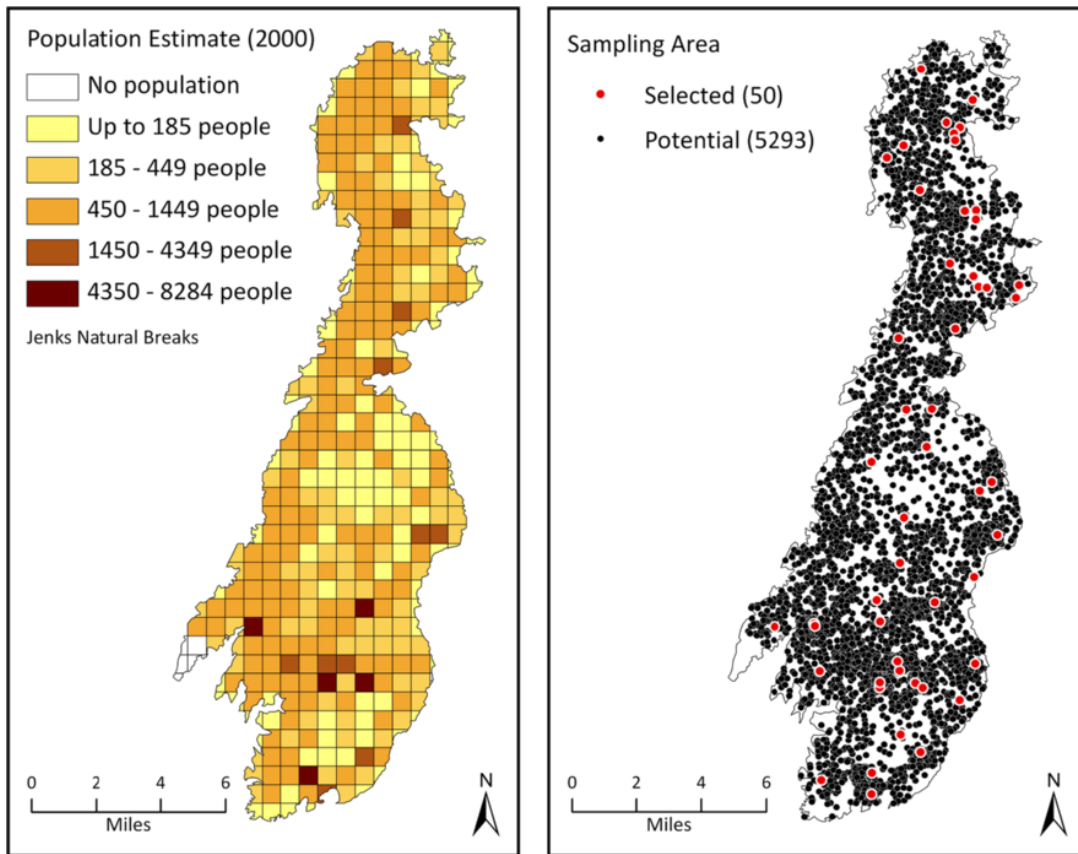 Population Estimate (2000)
No population
Up to 185 people
185 - 449 people
450 - 1449 people
1450 - 4349 people
4350 - 8284 people
Jenks Natural Breaks
0 2 4 6
Miles
N
Sampling Area
Selected (50)
Potential (5293)
0 2 4 6
Miles
N